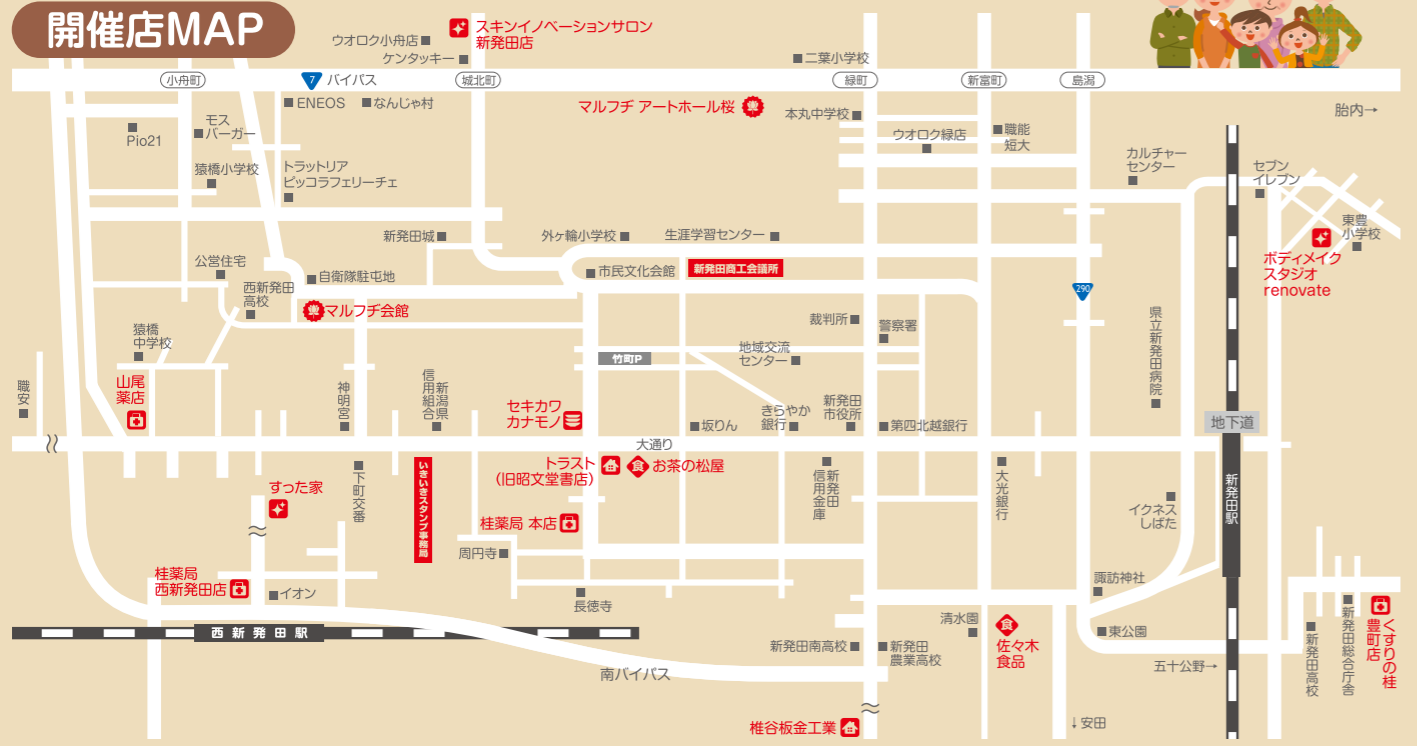 開催店MAP
スキンイノベーションサロン
新発田店
ウオロク小舟店
ケンタッキー
二葉小学校
小舟町
7
バイパス
城北町
緑町
新富町
島潟
ENEOS
なんじゃ村
マルフヂ アートホール桜
本丸中学校
胎内→
Pio21
モス
バーガー
ウオロク緑店
職能
短大
猿橋小学校
トラットリア
ピッコラフェリーチェ
カルチャー
センター
セブン
イレブン
新発田城
外ヶ輪小学校
生涯学習センター
東豊
小学校
ボディメイク
スタジオ
renovate
公営住宅
自衛隊駐屯地
市民文化会館
新発田商工会議所
西新発田
高校
マルフヂ会館
290
裁判所
警察署
県立新発田病院
猿橋
中学校
竹町P
地域交流
センター
職安
山尾
薬店
神明宮
新潟県
信用組合
セキカワ
カナモノ
坂りん
きらやか
銀行
新発田
市役所
第四北越銀行
地下道
大通り
トラスト
(旧昭文堂書店)
食
お茶の松屋
下町交番
いきいきスタンプ事務局
すった家
新発田
信用金庫
大光銀行
新発田駅
イクネス
しばた
桂薬局 本店
周円寺
桂薬局
西新発田店
イオン
長徳寺
諏訪神社
西新発田駅
清水園
食
佐々木
食品
東公園
新発田南高校
新発田
農業高校
南バイパス
五十公野→
新発田高校
新発田総合庁舎
くすりの桂
豊町店
椎谷板金工業
↓安田